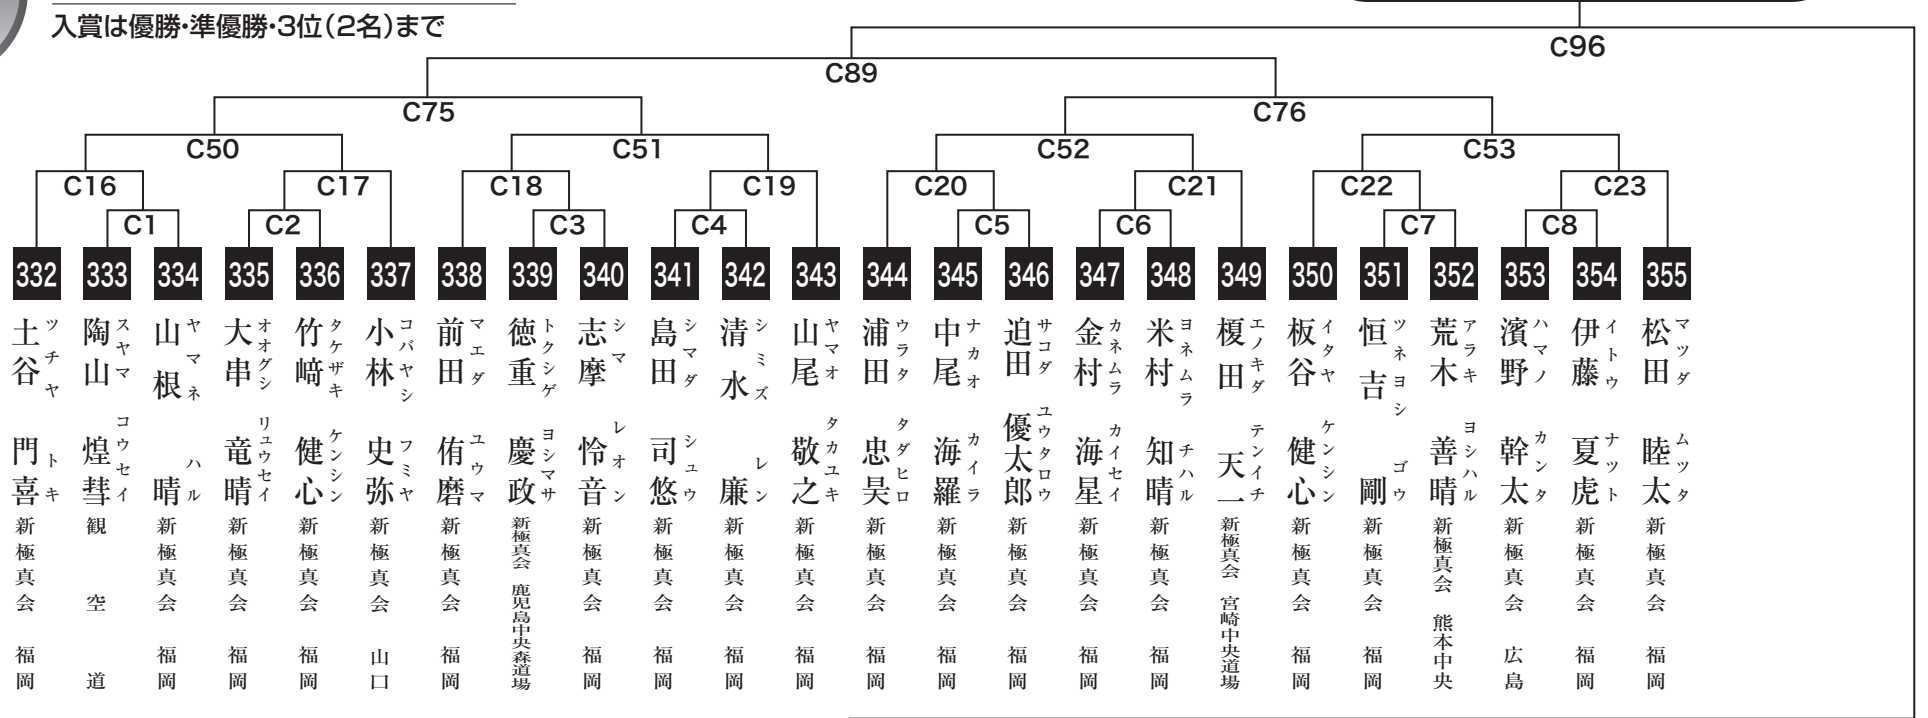 入賞は優勝・準優勝・3位（2名）まで
C96
C89
C75 C76
C50 C51 C52 C53
C16 C17 C18 C19 C20 C21 C22 C23
C1 C2 C3 C4 C5 C6 C7 C8
332 土谷 門喜 ツチヤ トキ 新極真会 福岡
333 陶山 煌彗 スヤマ コウセイ 観空道
334 山根 晴 ヤマネ ハル 新極真会 福岡
335 大串 竜晴 オオグシ リュウセイ 新極真会 福岡
336 竹﨑 健心 タケザキ ケンシン 新極真会 福岡
337 小林 史弥 コバヤシ フミヤ 新極真会 山口
338 前田 侑磨 マエダ ユウマ 新極真会 福岡
339 徳重 慶政 トクシゲ ヨシマサ 新極真会 鹿児島中央森道場
340 志摩 怜音 シマ レオン 新極真会 福岡
341 島田 司悠 シマダ シュウ 新極真会 福岡
342 清水 廉 シミズ レン 新極真会 福岡
343 山尾 敬之 ヤマオ タカユキ 新極真会 福岡
344 浦田 忠昊 ウラタ タダヒロ 新極真会 福岡
345 中尾 海羅 ナカオ カイラ 新極真会 福岡
346 迫田 優太郎 サコダ ユウタロウ 新極真会 福岡
347 金村 海星 カネムラ カイセイ 新極真会 福岡
348 米村 知晴 ヨネムラ チハル 新極真会 福岡
349 榎田 天一 エノキダ テンイチ 新極真会 宮崎中央道場
350 板谷 健心 イタヤ ケンシン 新極真会 福岡
351 恒吉 剛 ツネヨシ ゴウ 新極真会 福岡
352 荒木 善晴 アラキ ヨシハル 新極真会 熊本中央
353 濱野 幹太 ハマノ カンタ 新極真会 広島
354 伊藤 夏虎 イトウ ナツト 新極真会 福岡
355 松田 睦太 マツダ ムツタ 新極真会 福岡